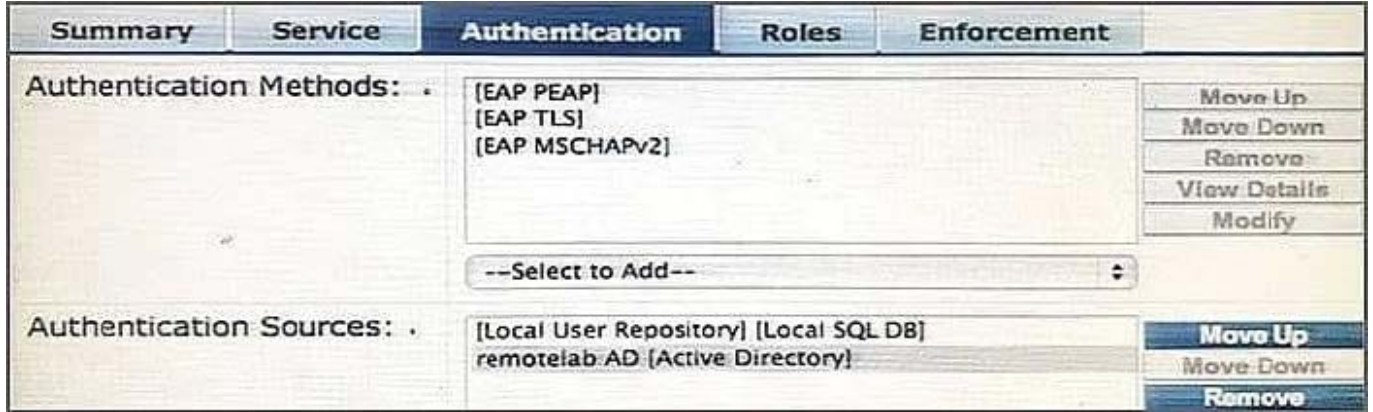 Summary Service Authentication Roles Enforcement
Authentication Methods:
[EAP PEAP]
[EAP TLS]
[EAP MSCHAPv2]
Move Up
Move Down
Remove
View Details
Modify
--Select to Add--
Authentication Sources:
[Local User Repository] [Local SQL DB]
remotelab AD [Active Directory]
Move Up
Move Down
Remove